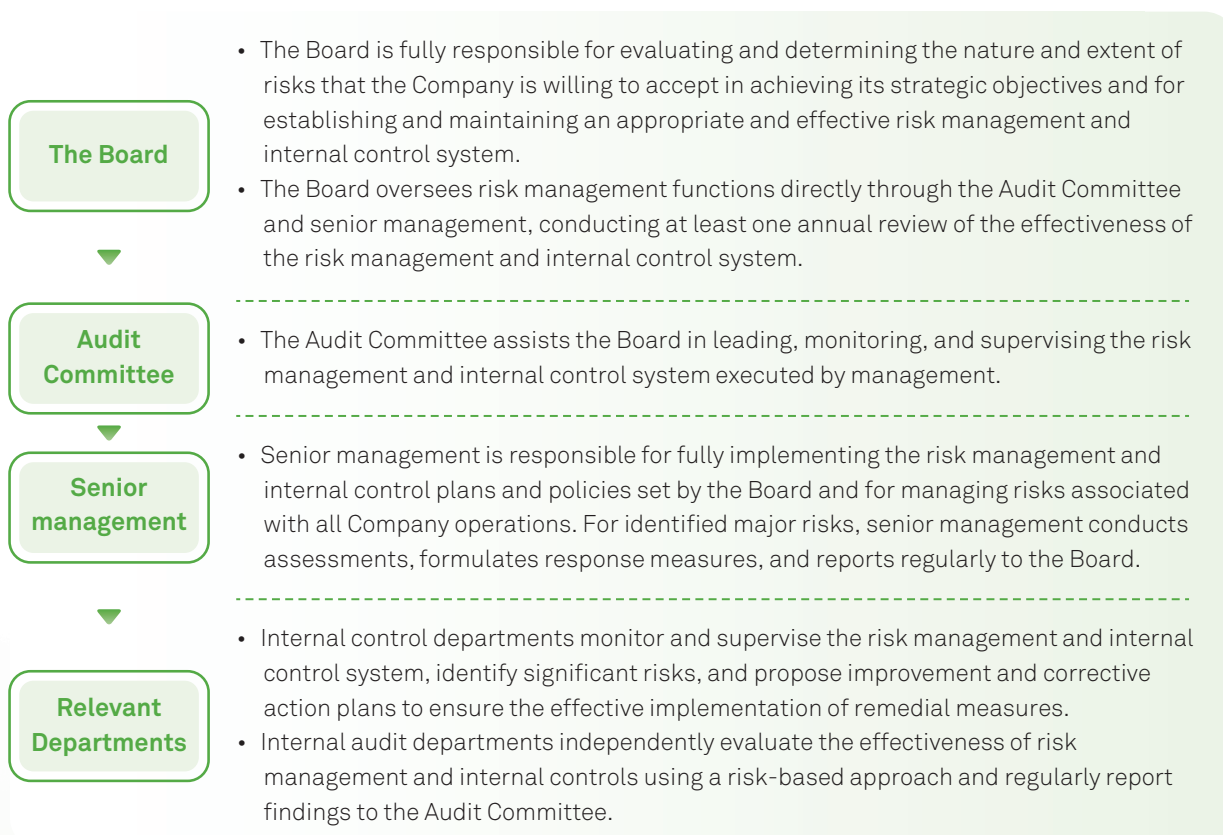 The Board
• The Board is fully responsible for evaluating and determining the nature and extent of
risks that the Company is willing to accept in achieving its strategic objectives and for
establishing and maintaining an appropriate and effective risk management and
internal control system.
• The Board oversees risk management functions directly through the Audit Committee
and senior management, conducting at least one annual review of the effectiveness of
the risk management and internal control system.
Audit
Committee
• The Audit Committee assists the Board in leading, monitoring, and supervising the risk
management and internal control system executed by management.
Senior
management
• Senior management is responsible for fully implementing the risk management and
internal control plans and policies set by the Board and for managing risks associated
with all Company operations. For identified major risks, senior management conducts
assessments, formulates response measures, and reports regularly to the Board.
Relevant
Departments
• Internal control departments monitor and supervise the risk management and internal
control system, identify significant risks, and propose improvement and corrective
action plans to ensure the effective implementation of remedial measures.
• Internal audit departments independently evaluate the effectiveness of risk
management and internal controls using a risk-based approach and regularly report
findings to the Audit Committee.